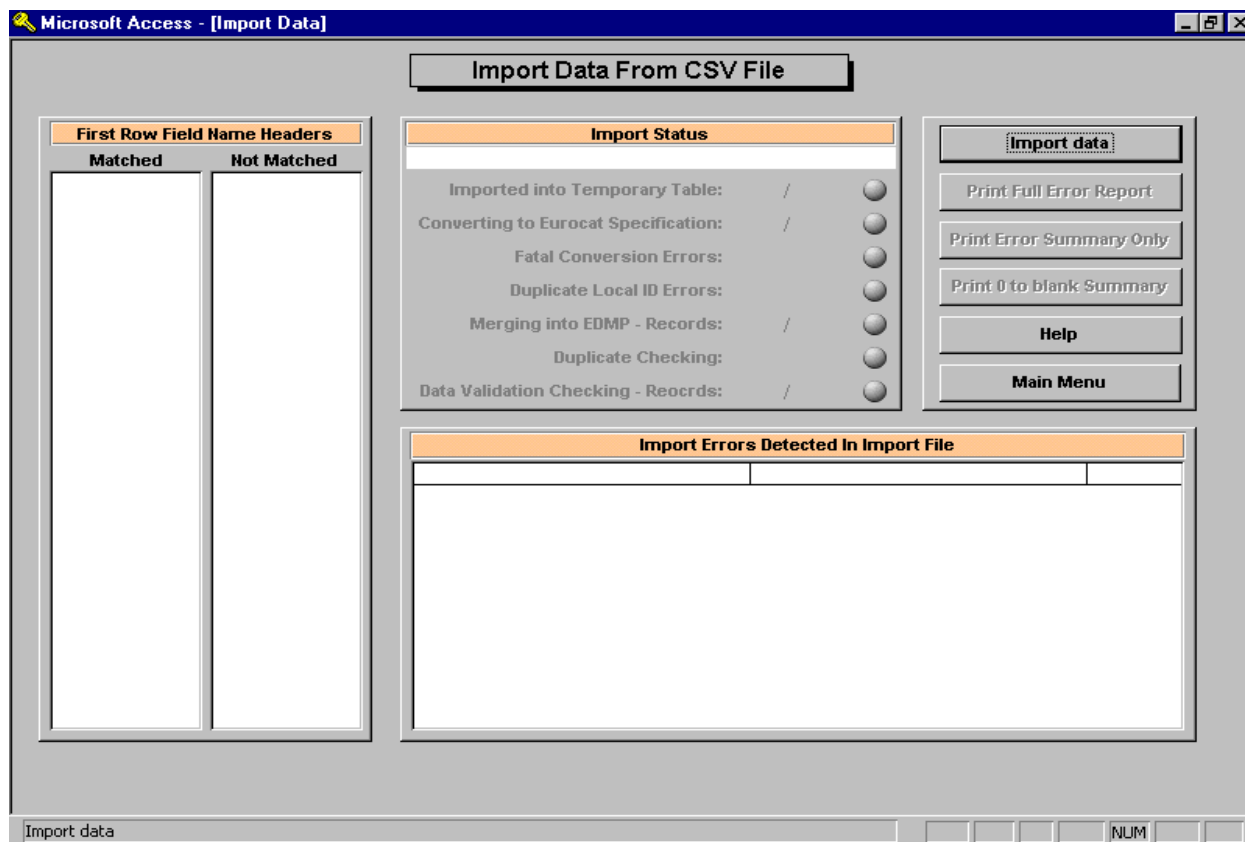 Microsoft Access - [Import Data]
Import Data From CSV File
First Row Field Name Headers
Matched Not Matched
Import Status
Imported into Temporary Table: /
Converting to Eurocat Specification: /
Fatal Conversion Errors:
Duplicate Local ID Errors:
Merging into EDMP - Records: /
Duplicate Checking:
Data Validation Checking - Reocrds: /
Import data
Print Full Error Report
Print Error Summary Only
Print 0 to blank Summary
Help
Main Menu
Import Errors Detected In Import File
Import data
NUM